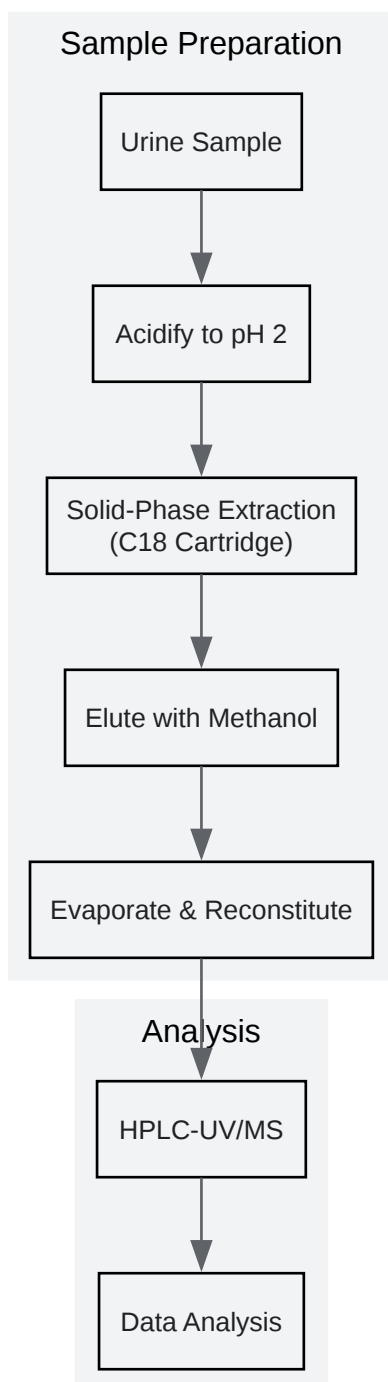 Sample Preparation
Urine Sample
Acidify to pH 2
Solid-Phase Extraction
(C18 Cartridge)
Elute with Methanol
Evaporate & Reconstitute
Analysis
HPLC-UV/MS
Data Analysis